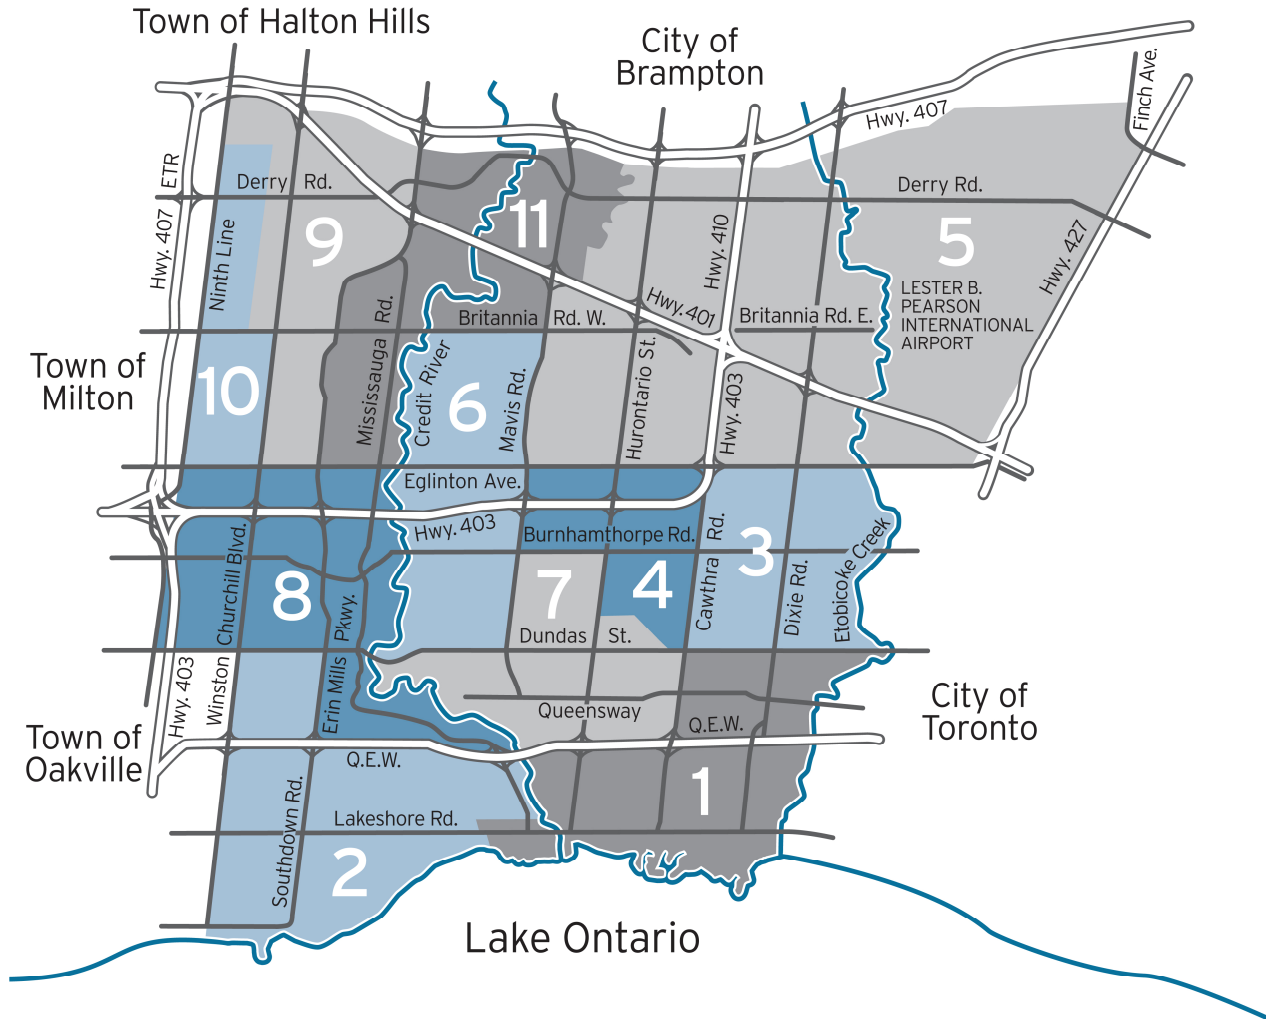 Town of Halton Hills
City of
Brampton
Finch Ave.
Hwy. 407
ETR
Derry Rd.
Derry Rd.
Hwy. 407
Ninth Line
9
11
Hwy. 410
5
Hwy. 427
LESTER B.
PEARSON
INTERNATIONAL
AIRPORT
Hwy. 401
Mississauga Rd.
Britannia Rd. W.
Britannia Rd. E.
Town of
Milton
10
Credit River
6
Mavis Rd.
Hurontario St.
Hwy. 403
Eglinton Ave.
Hwy. 403
Burnhamthorpe Rd.
Winston Churchill Blvd.
8
Erin Mills Pkwy.
7
4
Cawthra Rd.
3
Dixie Rd.
Etobicoke Creek
Dundas St.
Hwy. 403
Queensway
Q.E.W.
City of
Toronto
Town of
Oakville
Q.E.W.
1
Southdown Rd.
Lakeshore Rd.
2
Lake Ontario